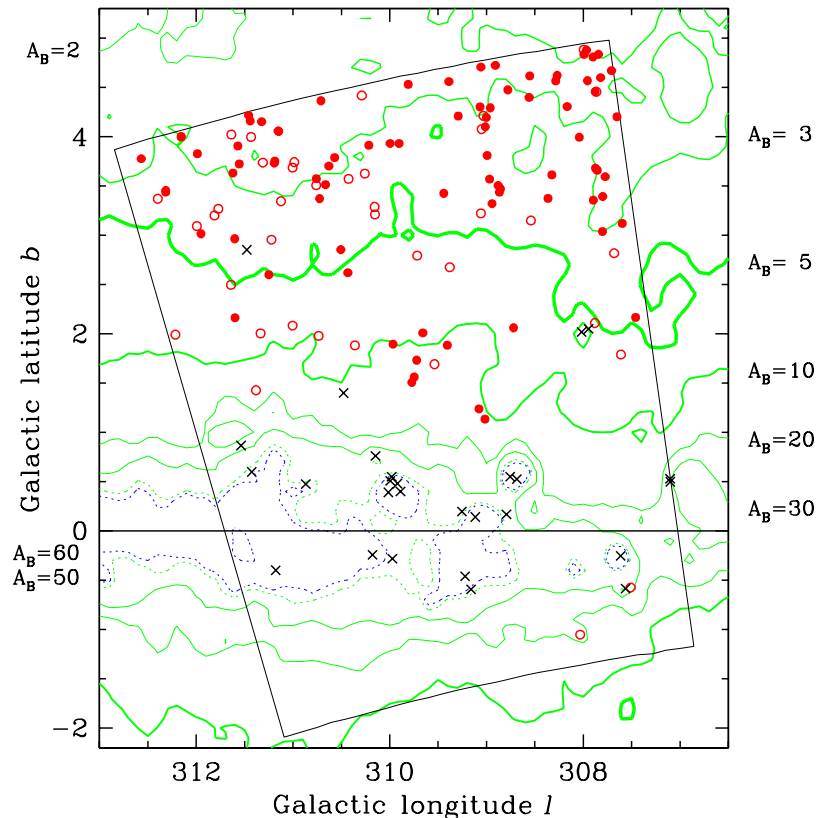 A_B=2
4
A_B= 3
A_B= 5
2
A_B=10
A_B=20
A_B=30
0
A_B=60
A_B=50
−2
312
310
308
Galactic longitude l
Galactic latitude b